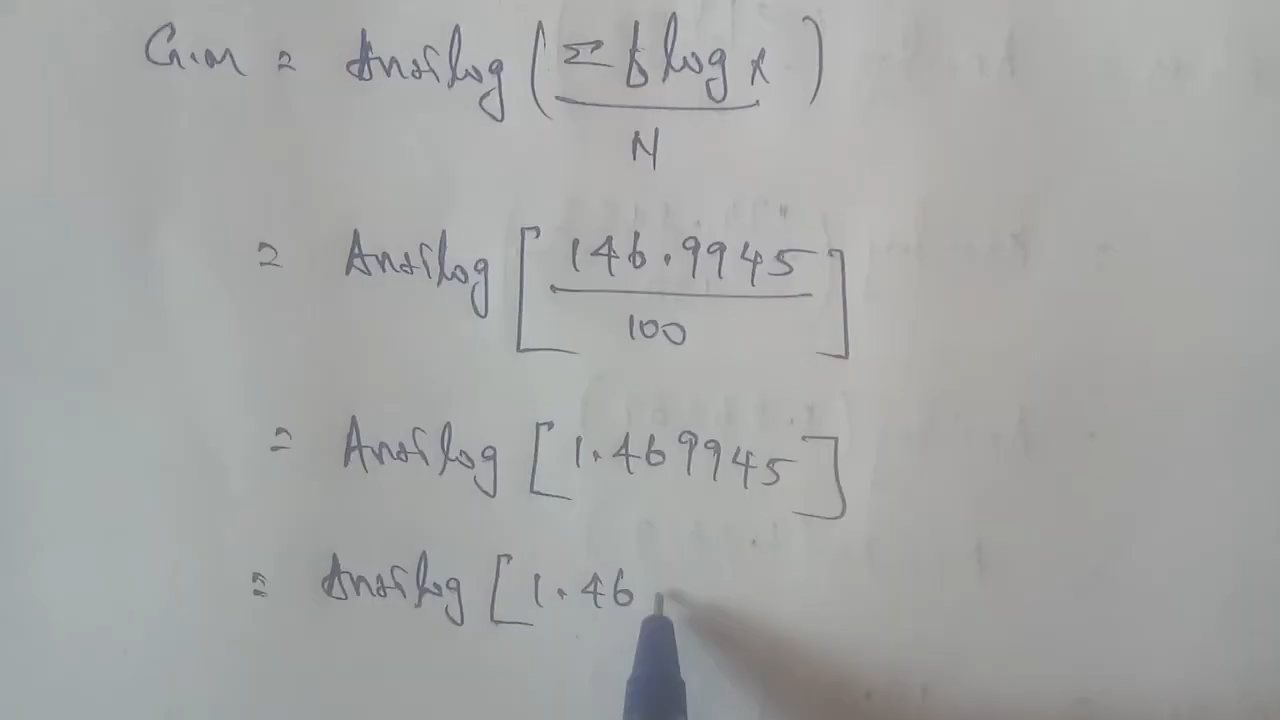 G.M = Antilog (Σ f log x / N)
= Antilog [146.9945 / 100]
= Antilog [1.469945]
= Antilog [1.46